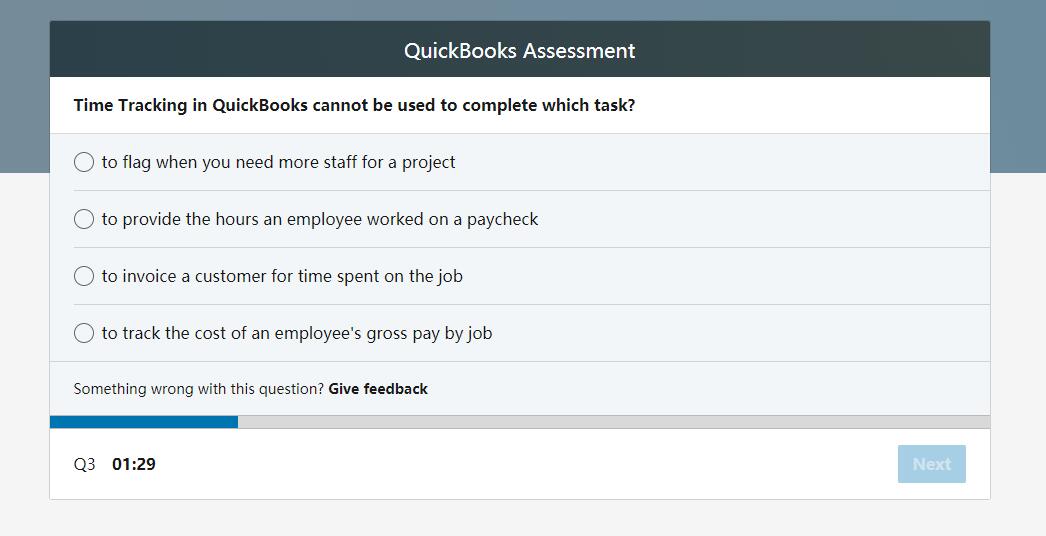 QuickBooks Assessment
Time Tracking in QuickBooks cannot be used to complete which task?
to flag when you need more staff for a project
to provide the hours an employee worked on a paycheck
to invoice a customer for time spent on the job
to track the cost of an employee's gross pay by job
Something wrong with this question? Give feedback
Q3 01:29 Next